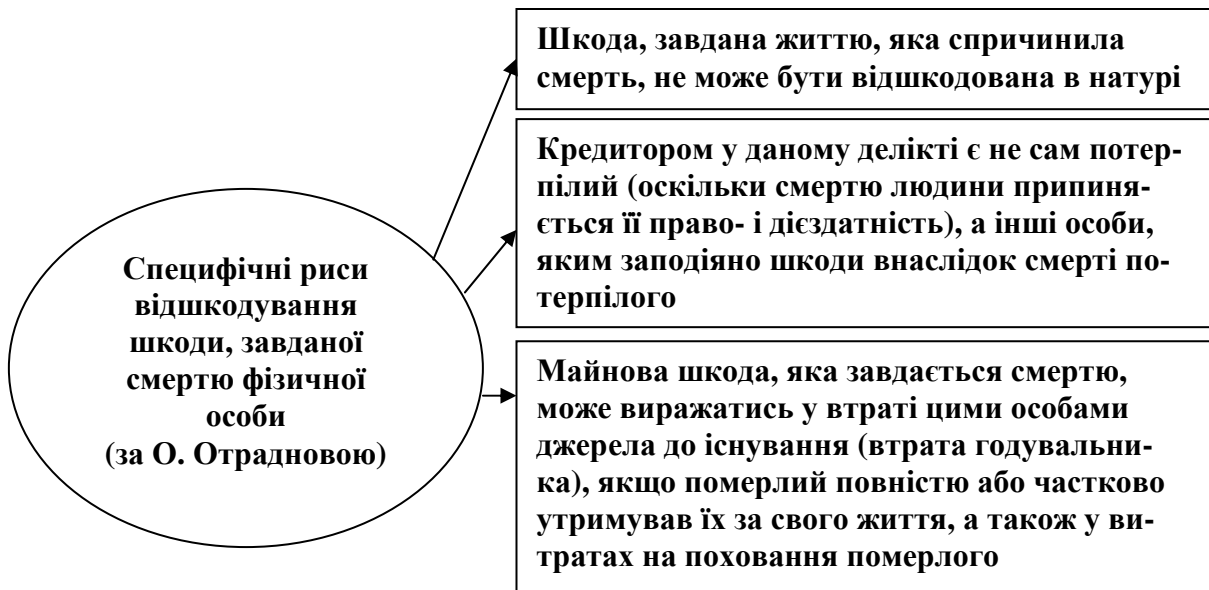 Специфічні риси
відшкодування
шкоди, завданої
смертю фізичної
особи
(за О. Отрадновою)
Шкода, завдана життю, яка спричинила
смерть, не може бути відшкодована в натурі
Кредитором у даному делікті є не сам потер-
пілий (оскільки смертю людини припиня-
ється її право- і дієздатність), а інші особи,
яким заподіяно шкоди внаслідок смерті по-
терпілого
Майнова шкода, яка завдається смертю,
може виражатись у втраті цими особами
джерела до існування (втрата годувальни-
ка), якщо померлий повністю або частково
утримував їх за свого життя, а також у ви-
тратах на поховання померлого